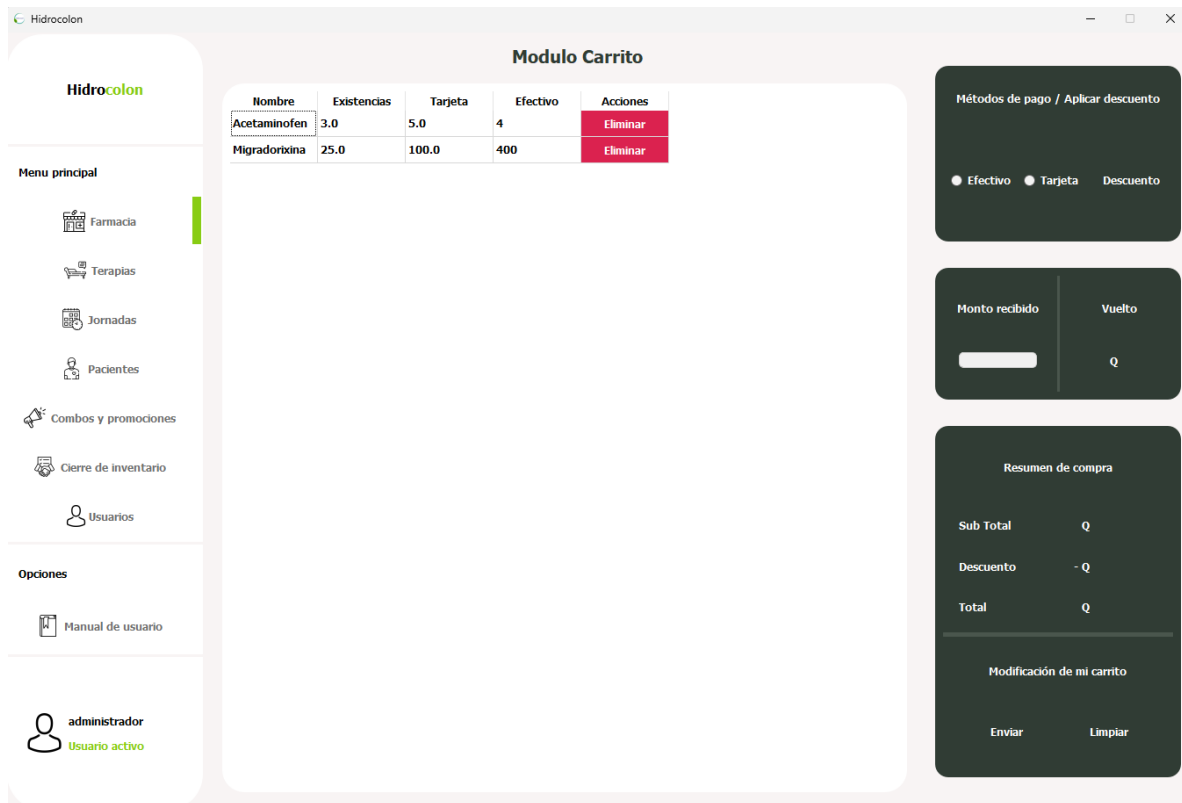 Hidrocolon
Hidrocolon
Menu principal
Farmacia
Terapias
Jornadas
Pacientes
Combos y promociones
Cierre de inventario
Usuarios
Opciones
Manual de usuario
administrador
Usuario activo
Modulo Carrito
Nombre Existencias Tarjeta Efectivo Acciones
Acetaminofen 3.0 5.0 4 Eliminar
Migradorixina 25.0 100.0 400 Eliminar
Métodos de pago / Aplicar descuento
Efectivo Tarjeta Descuento
Monto recibido Vuelto
Q
Resumen de compra
Sub Total Q
Descuento - Q
Total Q
Modificación de mi carrito
Enviar Limpiar